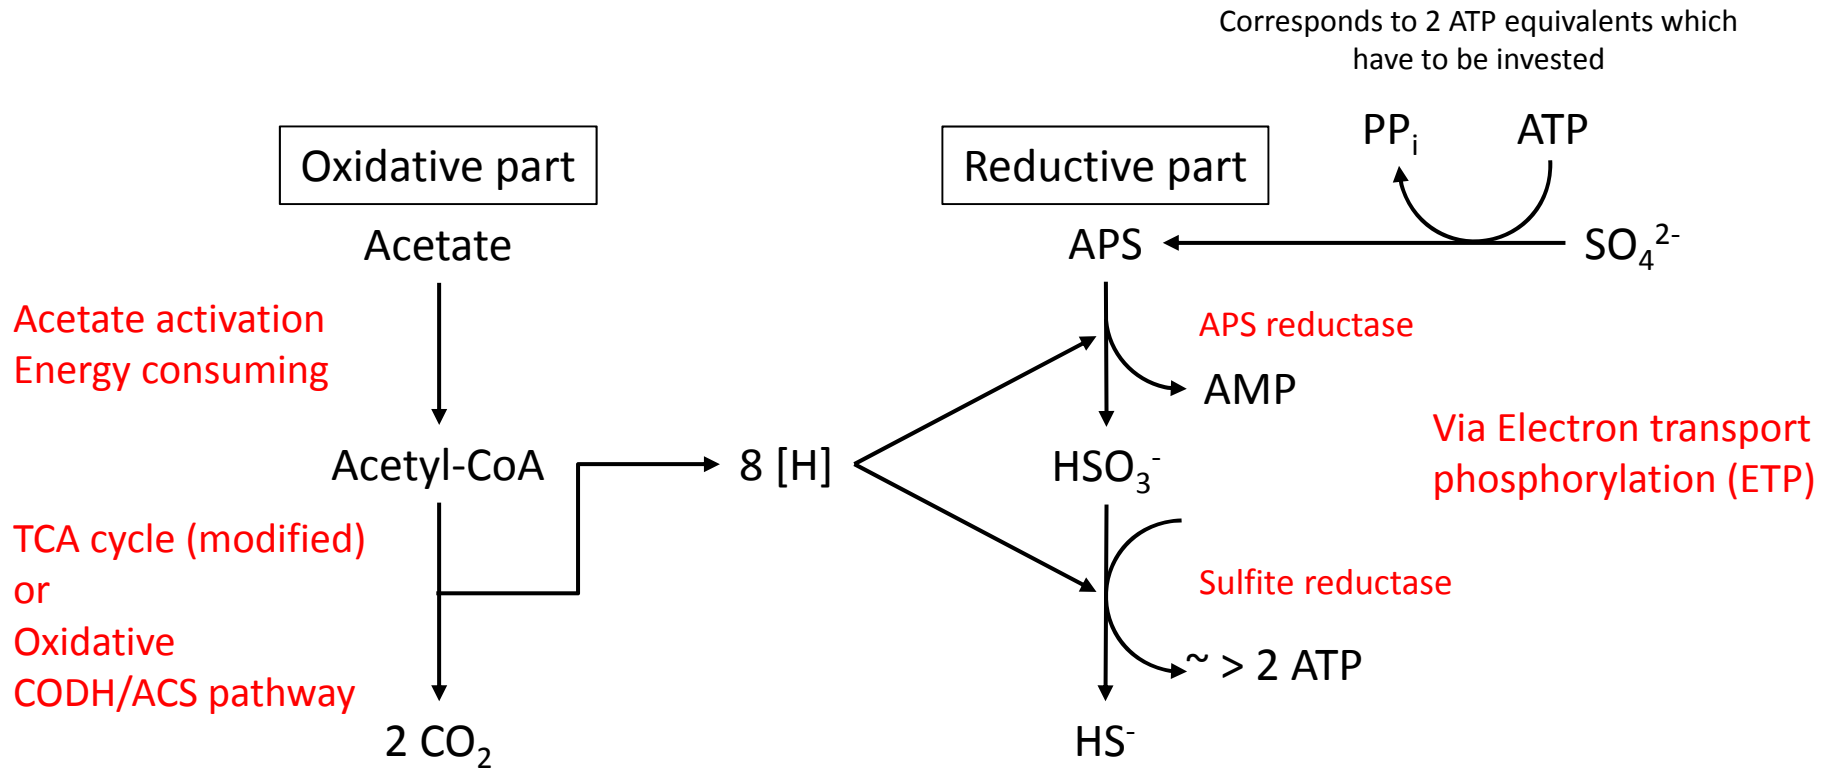 Corresponds to 2 ATP equivalents which
have to be invested
PPi
ATP
Oxidative part
Reductive part
Acetate
APS
SO4^2-
Acetate activation
Energy consuming
APS reductase
AMP
Acetyl-CoA
8 [H]
HSO3^-
Via Electron transport
phosphorylation (ETP)
TCA cycle (modified)
or
Oxidative
CODH/ACS pathway
Sulfite reductase
~ > 2 ATP
2 CO2
HS^-